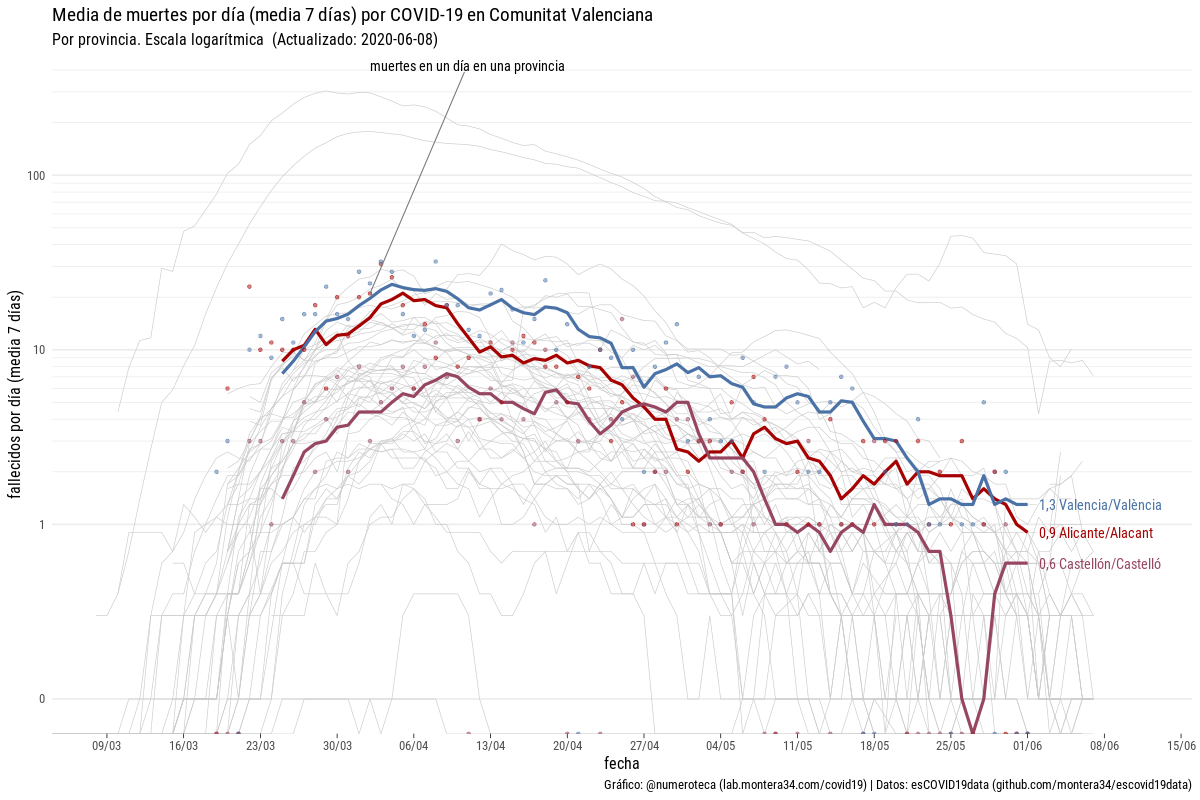 Media de muertes por día (media 7 días) por COVID-19 en Comunitat Valenciana
Por provincia. Escala logarítmica  (Actualizado: 2020-06-08)
muertes en un día en una provincia
fallecidos por día (media  7 días)
100
10
1
0
1,3 Valencia/València
0,9 Alicante/Alacant
0,6 Castellón/Castelló
09/03
16/03
23/03
30/03
06/04
13/04
20/04
27/04
04/05
11/05
18/05
25/05
01/06
08/06
15/06
fecha
Gráfico: @numeroteca (lab.montera34.com/covid19) | Datos: esCOVID19data (github.com/montera34/escovid19data)